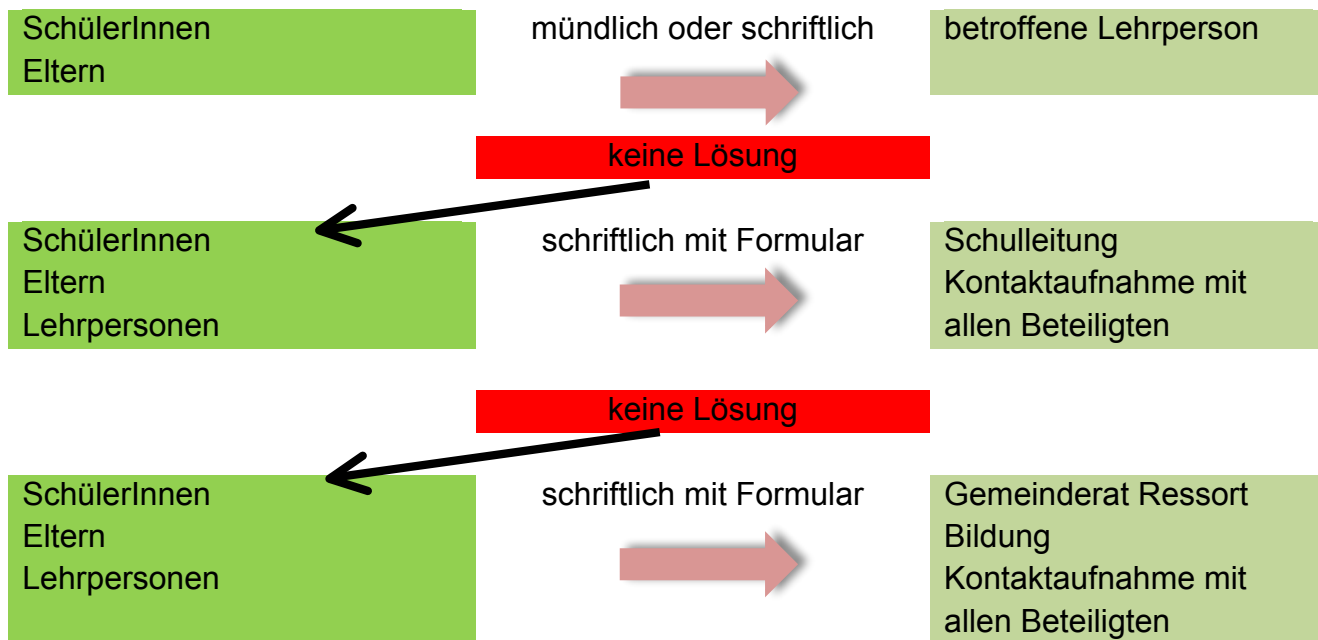 SchülerInnen
Eltern
mündlich oder schriftlich
betroffene Lehrperson
keine Lösung
SchülerInnen
Eltern
Lehrpersonen
schriftlich mit Formular
Schulleitung
Kontaktaufnahme mit
allen Beteiligten
keine Lösung
SchülerInnen
Eltern
Lehrpersonen
schriftlich mit Formular
Gemeinderat Ressort
Bildung
Kontaktaufnahme mit
allen Beteiligten